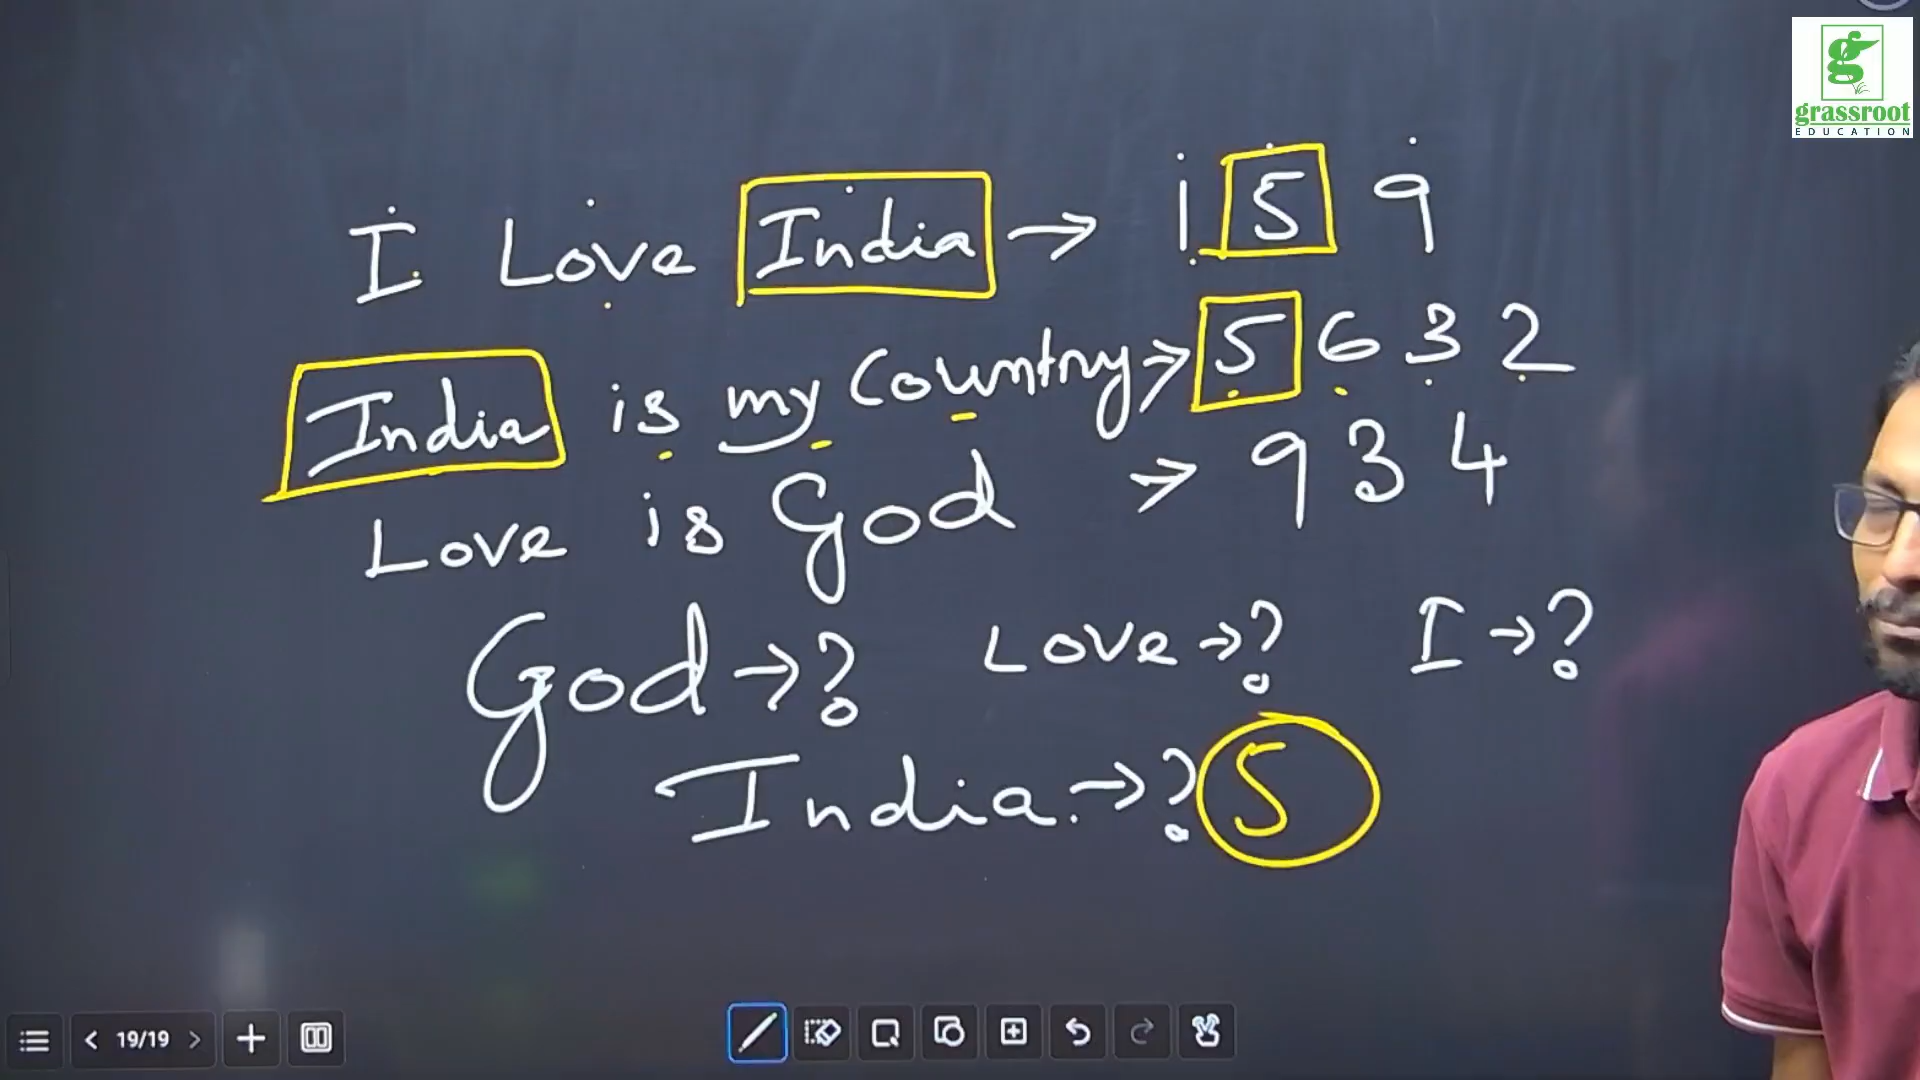 grassroot
EDUCATION
I Love India → 1 5 9
India is my Country → 5 6 3 2
Love is God → 9 3 4
God → ? Love → ? I → ?
India → ? 5
19/19